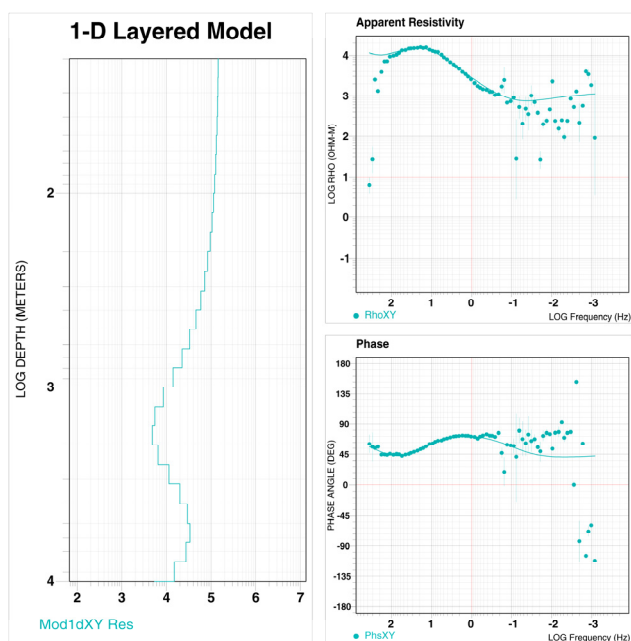 1-D Layered Model
LOG DEPTH (METERS)
2
3
4
2 3 4 5 6 7
Mod1dXY Res
Apparent Resistivity
LOG RHO (OHM-M)
4
3
2
1
0
-1
2 1 0 -1 -2 -3
RhoXY
LOG Frequency (Hz)
Phase
PHASE ANGLE (DEG)
180
135
90
45
0
-45
-90
-135
-180
2 1 0 -1 -2 -3
PhsXY
LOG Frequency (Hz)